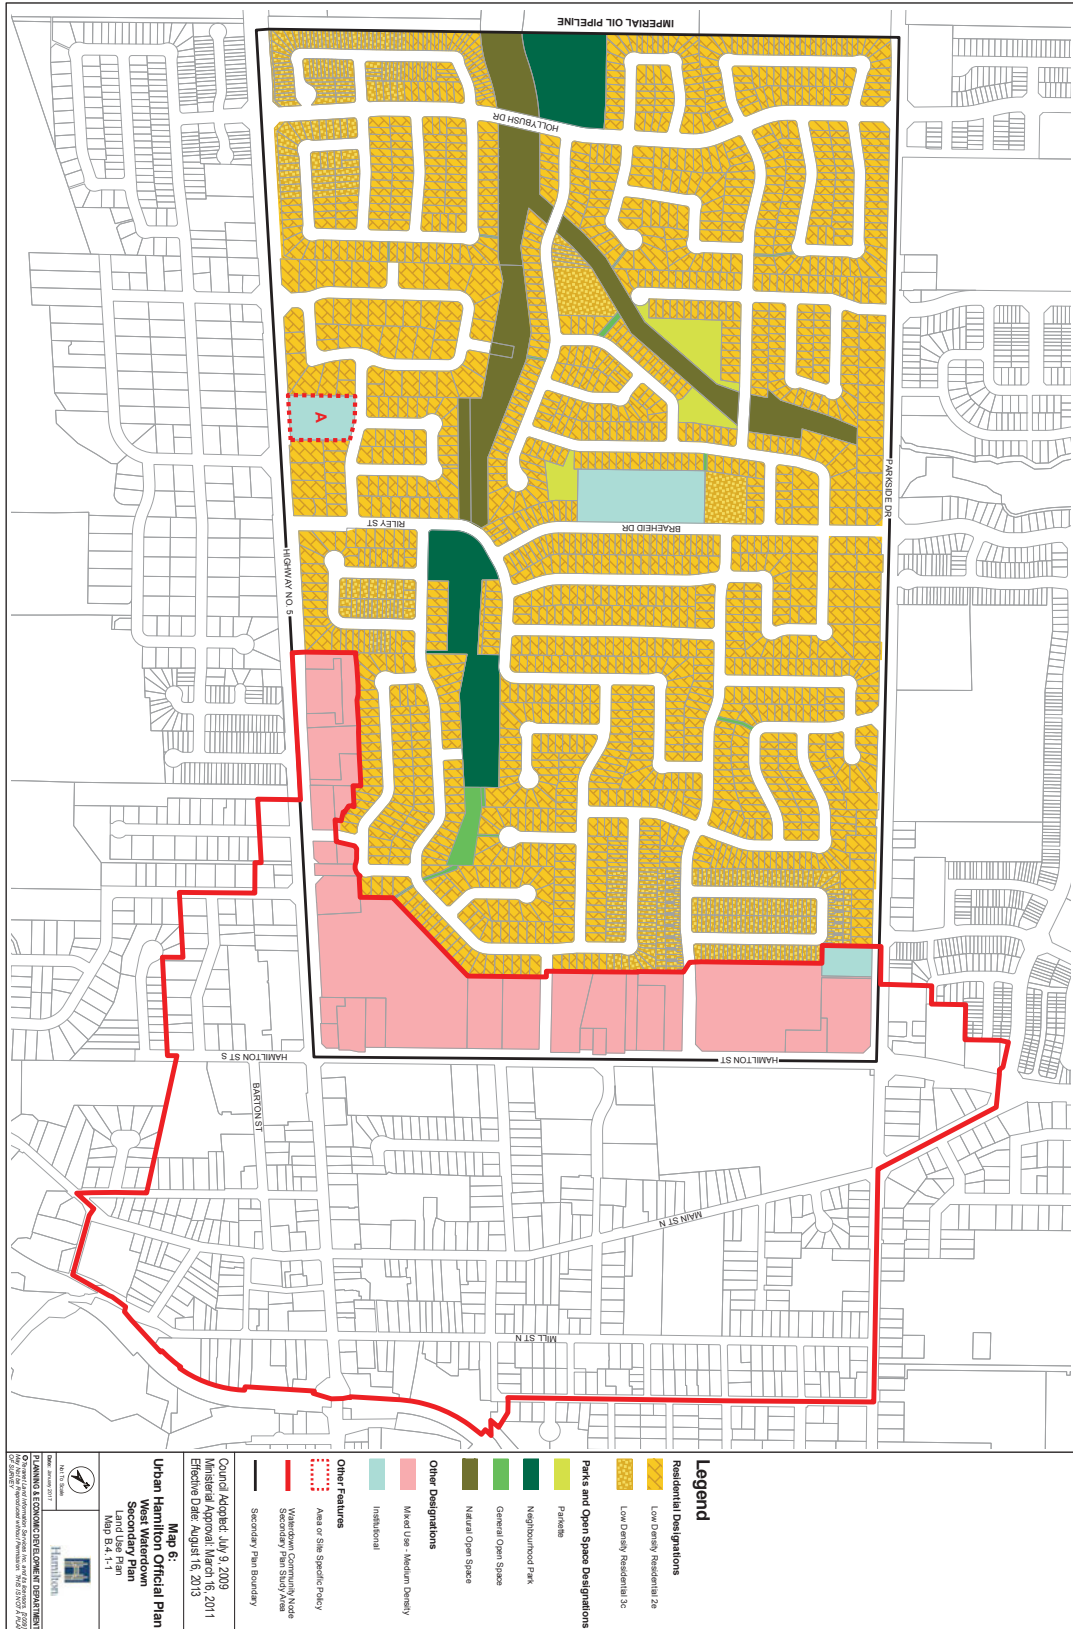 IMPERIAL OIL PIPELINE
HOLLYBUSH DR
PARKSIDE DR
A
RILEY ST
BRAEHEID DR
HIGHWAY NO. 5
HAMILTON ST S
HAMILTON ST
BARTON ST
MAIN ST N
MILL ST N
Legend
Residential Designations
Low Density Residential 2e
Low Density Residential 3c
Parks and Open Space Designations
Parkette
Neighbourhood Park
General Open Space
Natural Open Space
Other Designations
Mixed Use - Medium Density
Institutional
Other Features
Area or Site Specific Policy
Waterdown Community Node
Secondary Plan Study Area
Secondary Plan Boundary
Council Adopted: July 9, 2009
Ministerial Approval: March 16, 2011
Effective Date: August 16, 2013
Map 6:
Urban Hamilton Official Plan
West Waterdown
Secondary Plan
Land Use Plan
Map B.4.1-1
Not To Scale
Date: January 2017
Hamilton
PLANNING & ECONOMIC DEVELOPMENT DEPARTMENT